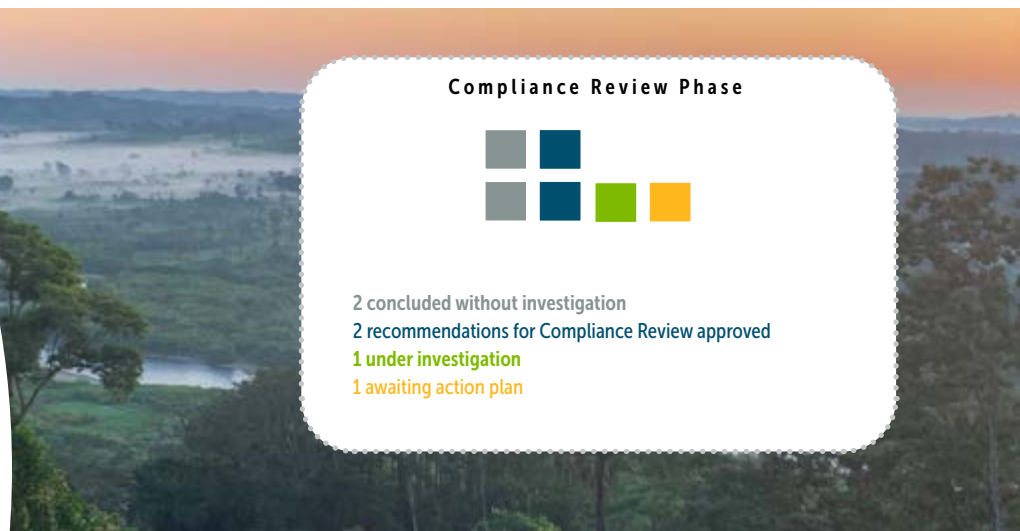 Compliance Review Phase
2 concluded without investigation
2 recommendations for Compliance Review approved
1 under investigation
1 awaiting action plan